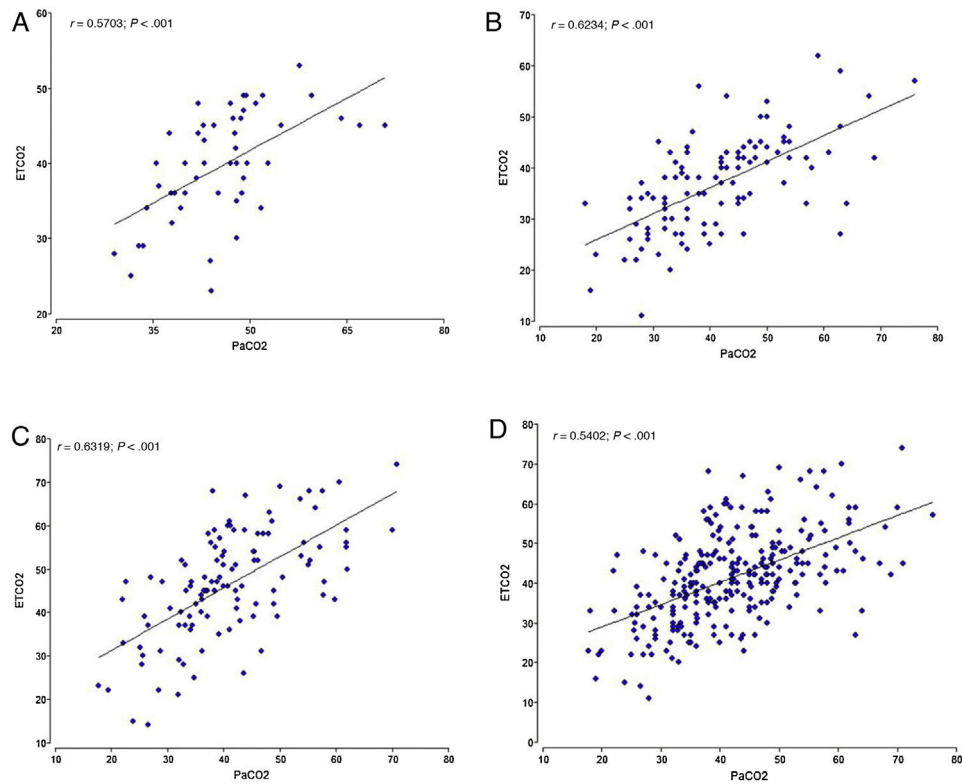 A
r = 0.5703; P < .001
60
50
40
30
20
ETCO2
20 35 50 65 80
PaCO2
B
r = 0.6234; P < .001
70
60
50
40
30
20
10
ETCO2
10 20 30 40 50 60 70 80
PaCO2
C
r = 0.6319; P < .001
80
70
60
50
40
30
20
10
ETCO2
10 20 30 40 50 60 70 80
PaCO2
D
r = 0.5402; P < .001
80
70
60
50
40
30
20
10
0
ETCO2
10 20 30 40 50 60 70 80
PaCO2